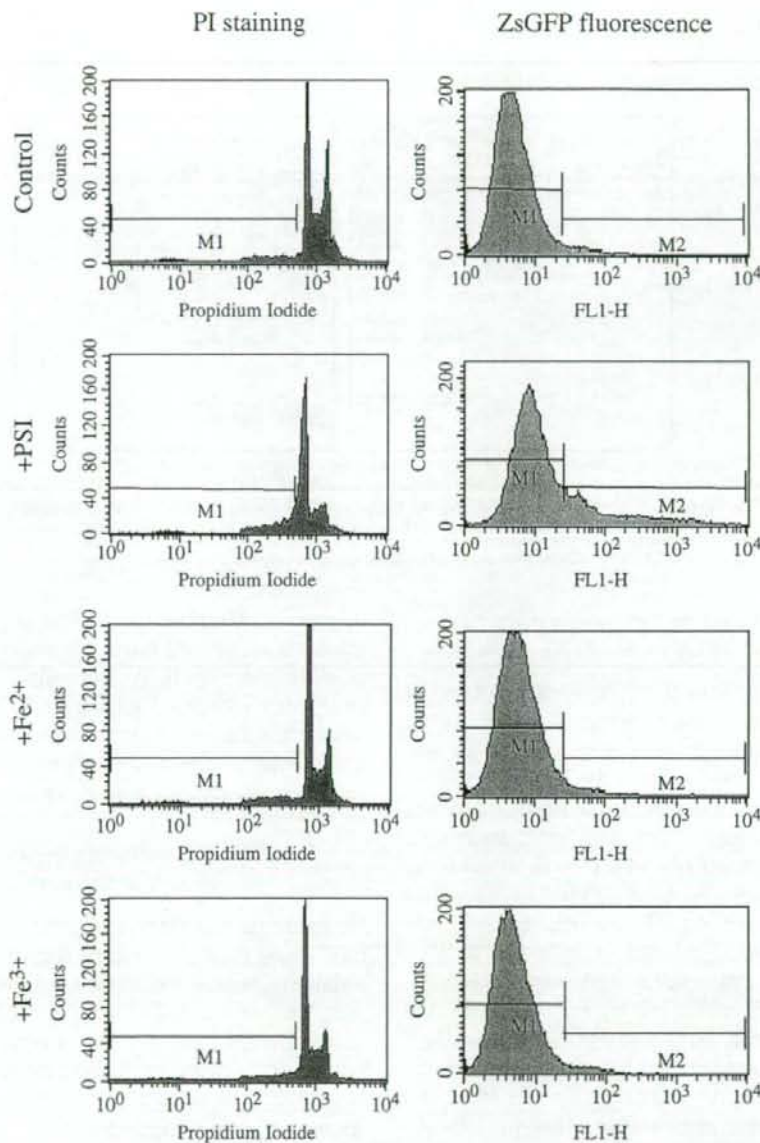 PI staining
ZsGFP fluorescence
Control
Counts
0 40 80 120 160 200
M1
10^0 10^1 10^2 10^3 10^4
Propidium Iodide
Counts
200
M1
M2
10^0 10^1 10^2 10^3 10^4
FL1-H
+PSI
Counts
0 40 80 120 160 200
M1
10^0 10^1 10^2 10^3 10^4
Propidium Iodide
Counts
0
200
M1
M2
10^0 10^1 10^2 10^3 10^4
FL1-H
+Fe2+
Counts
0 40 80 120 160 200
M1
10^0 10^1 10^2 10^3 10^4
Propidium Iodide
Counts
0
200
M1
M2
10^0 10^1 10^2 10^3 10^4
FL1-H
+Fe3+
Counts
0 40 80 120 160 200
M1
10^0 10^1 10^2 10^3 10^4
Propidium Iodide
Counts
0
200
M1
M2
10^0 10^1 10^2 10^3 10^4
FL1-H